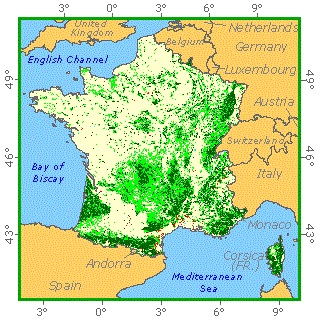 3° 0° 3° 6° 9°
United
Kingdom
Belgium
Netherlands
Germany
English Channel
Luxembourg
49° 49°
Austria
Switzerland
46° 46°
Bay of
Biscay
Italy
Monaco
43° 43°
Corsica
(FR.)
Andorra
Mediterranean
Sea
Spain
3° 0° 3° 6° 9°